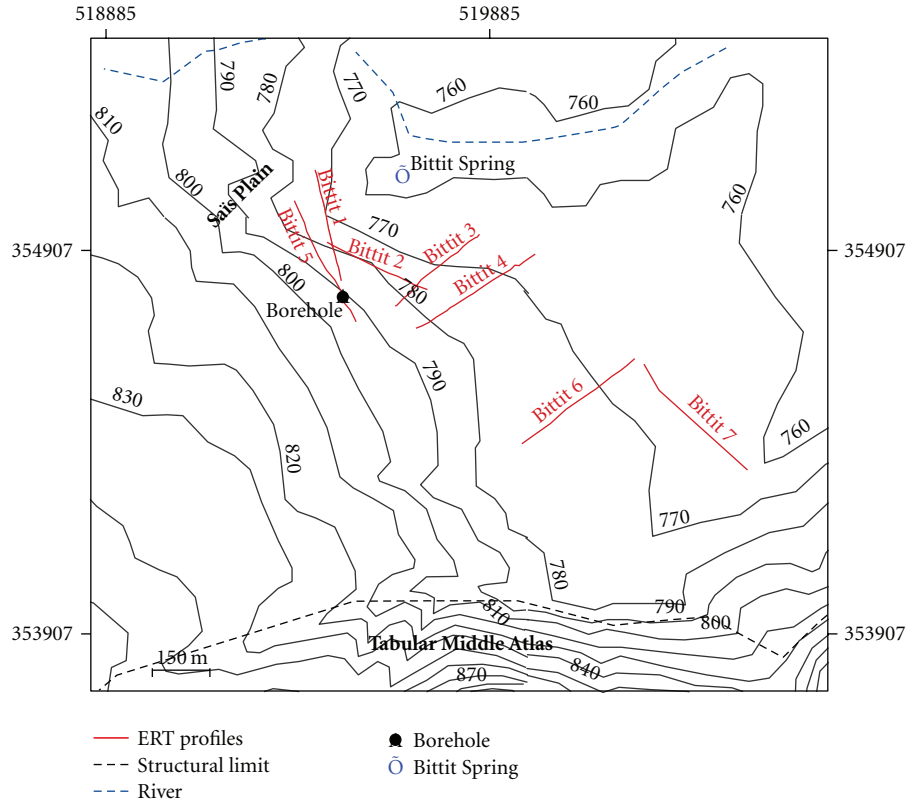 518885
519885
790
780
770
760
760
810
Bittit Spring
800
Saïs Plain
760
Bittit 1
770
354907
354907
Bittit 5
Bittit 2
Bittit 3
800
780
Bittit 4
Borehole
790
830
Bittit 6
Bittit 7
760
820
770
780
790
810
800
353907
353907
Tabular Middle Atlas
150 m
840
870
ERT profiles
Structural limit
River
Borehole
Õ Bittit Spring